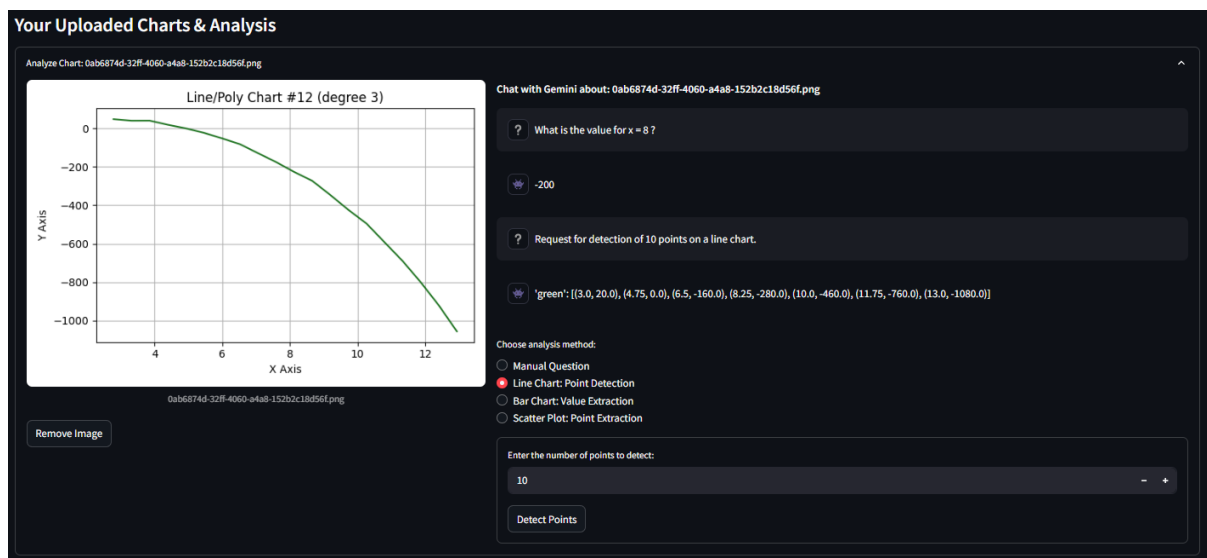 Your Uploaded Charts & Analysis
Analyze Chart: 0ab6874d-32ff-4060-a4a8-152b2c18d56f.png
Line/Poly Chart #12 (degree 3)
0
−200
−400
−600
−800
−1000
Y Axis
4 6 8 10 12
X Axis
0ab6874d-32ff-4060-a4a8-152b2c18d56f.png
Remove Image
Chat with Gemini about: 0ab6874d-32ff-4060-a4a8-152b2c18d56f.png
? What is the value for x = 8 ?
-200
? Request for detection of 10 points on a line chart.
'green': [(3.0, 20.0), (4.75, 0.0), (6.5, -160.0), (8.25, -280.0), (10.0, -460.0), (11.75, -760.0), (13.0, -1080.0)]
Choose analysis method:
Manual Question
Line Chart: Point Detection
Bar Chart: Value Extraction
Scatter Plot: Point Extraction
Enter the number of points to detect:
10 - +
Detect Points